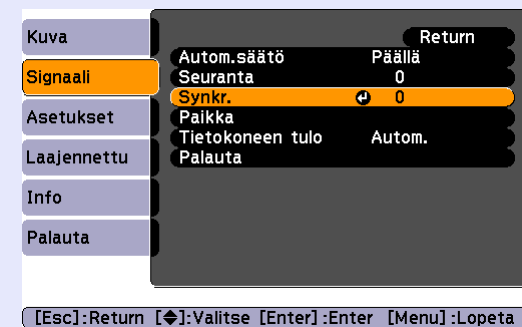 Kuva
Signaali
Asetukset
Laajennettu
Info
Palauta
Return
Autom.säätö Päällä
Seuranta 0
Synkr. 0
Paikka
Tietokoneen tulo Autom.
Palauta
[Esc]:Return [◆]:Valitse [Enter]:Enter [Menu]:Lopeta